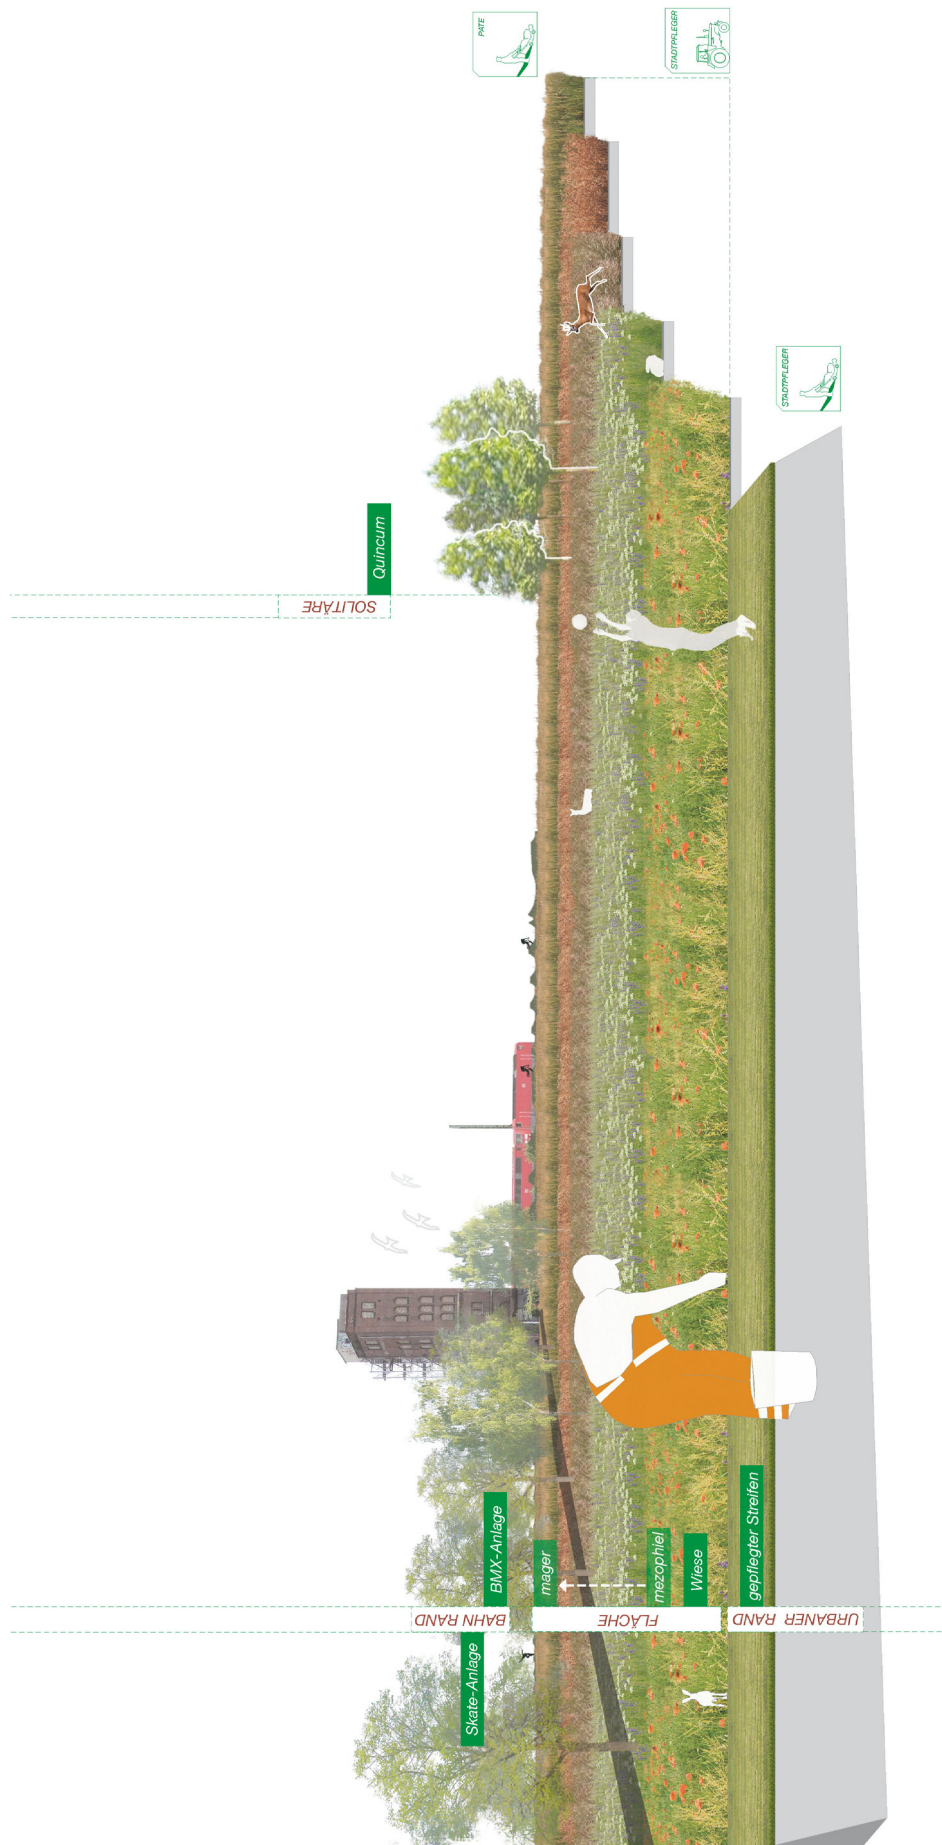 PATE
STADTPFLEGER
STADTPFLEGER
Quincum
SOLITÄRE
BMX-Anlage
mager
mezophiel
Wiese
gepflegter Streifen
BAHN RAND
FLÄCHE
URBANER RAND
Skate-Anlage